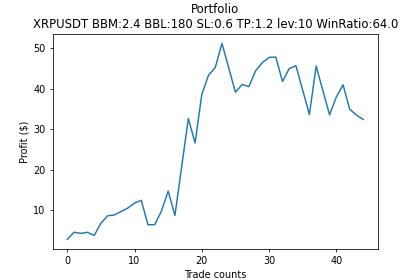 Portfolio
XRPUSDT BBM:2.4 BBL:180 SL:0.6 TP:1.2 lev:10 WinRatio:64.0
50
40
30
20
10
Profit ($)
0
10
20
30
40
Trade counts